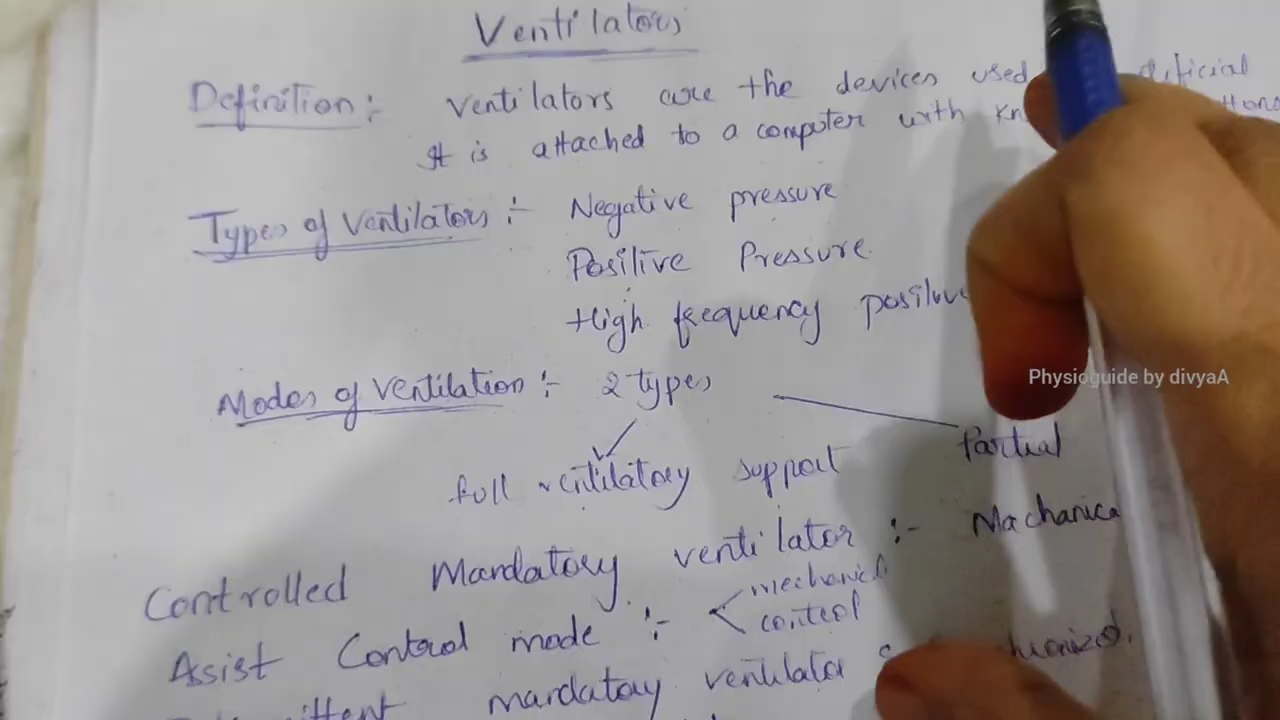 Ventilators
Definition :- Ventilators are the devices used
It is attached to a computer with
Types of Ventilators :- Negative pressure
Positive Pressure
High frequency positive
Modes of Ventilation :- 2 types
Physioguide by divyaA
Partial
full ventilatory support
Controlled Mandatory ventilator :- Machanica
mechanical
Assist Control mode :- control
mandatory ventilator